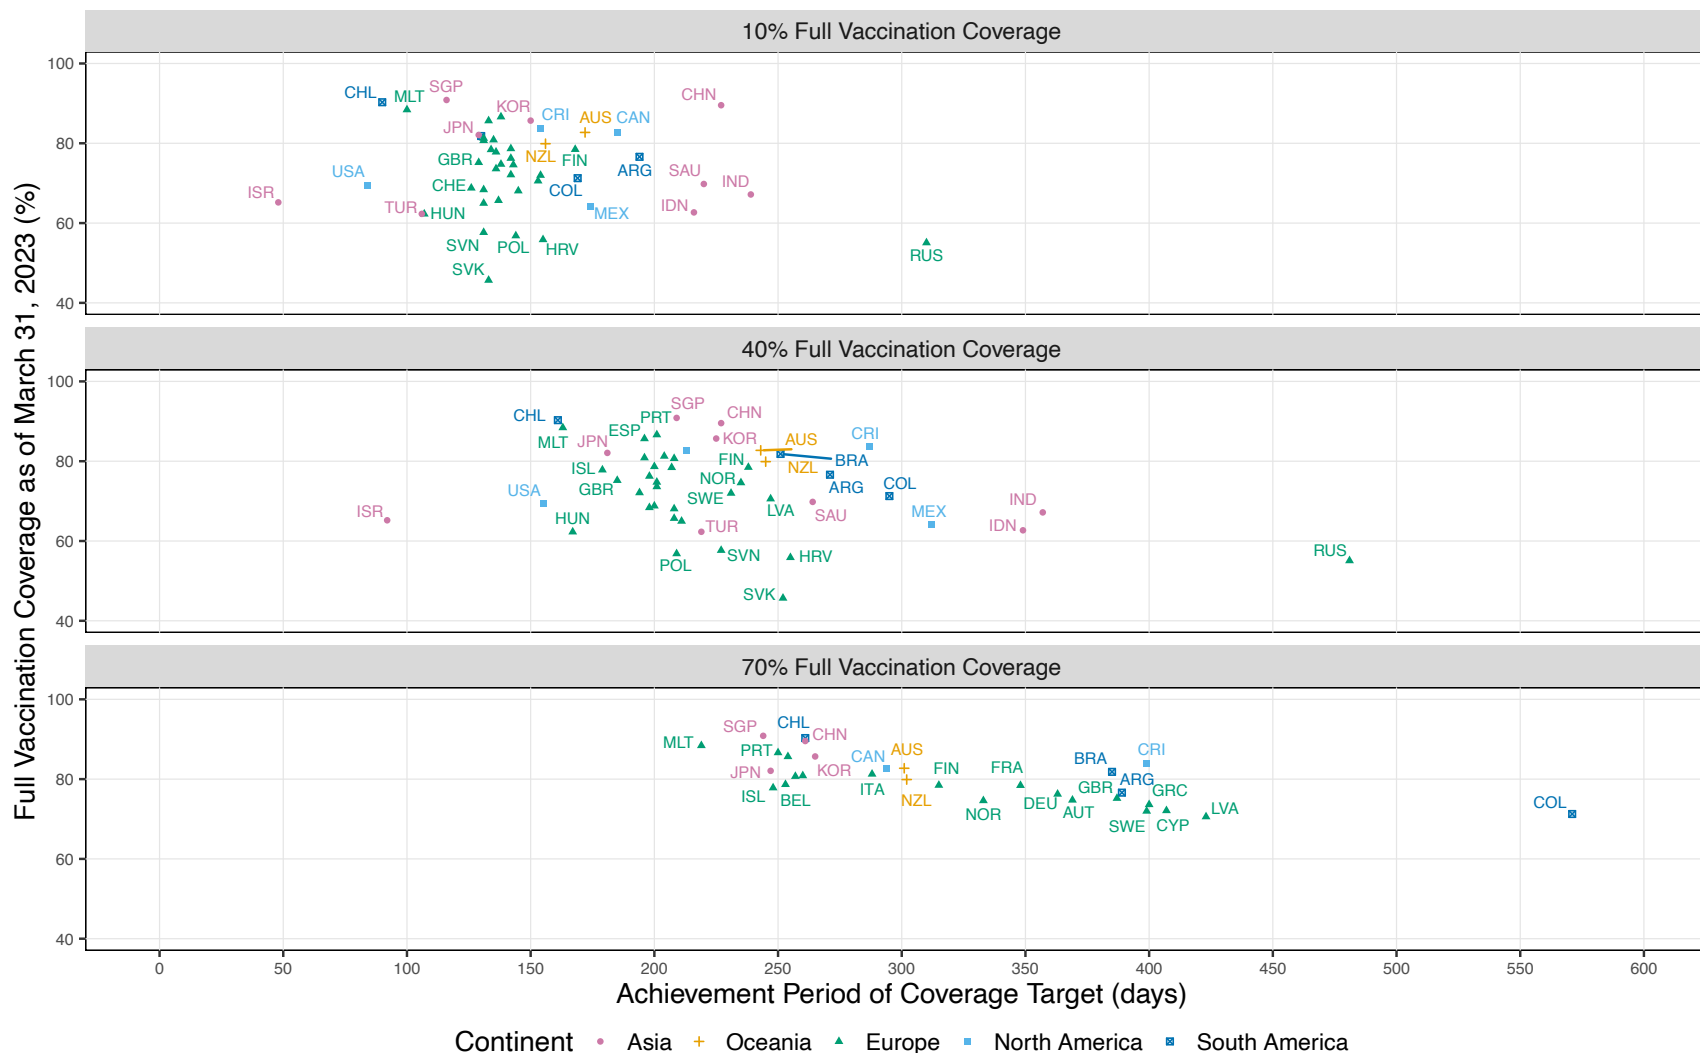 10% Full Vaccination Coverage
100
80
60
40
CHL
MLT
SGP
KOR
JPN
CRI
AUS
CAN
CHN
GBR
NZL
FIN
ARG
USA
CHE
COL
SAU
IND
ISR
TUR
HUN
MEX
IDN
SVN
POL
HRV
SVK
RUS
40% Full Vaccination Coverage
100
80
60
40
CHL
MLT
SGP
PRT
ESP
CHN
JPN
KOR
AUS
CRI
ISL
FIN
NZL
BRA
GBR
NOR
SWE
ARG
COL
USA
LVA
SAU
MEX
IND
ISR
HUN
TUR
IDN
POL
SVN
HRV
RUS
SVK
70% Full Vaccination Coverage
100
80
60
40
MLT
SGP
CHL
CHN
PRT
JPN
KOR
CAN
AUS
ISL
BEL
ITA
NZL
FIN
FRA
BRA
CRI
NOR
DEU
GBR
ARG
GRC
AUT
SWE
CYP
LVA
COL
0 50 100 150 200 250 300 350 400 450 500 550 600
Achievement Period of Coverage Target (days)
Full Vaccination Coverage as of March 31, 2023 (%)
Continent Asia Oceania Europe North America South America